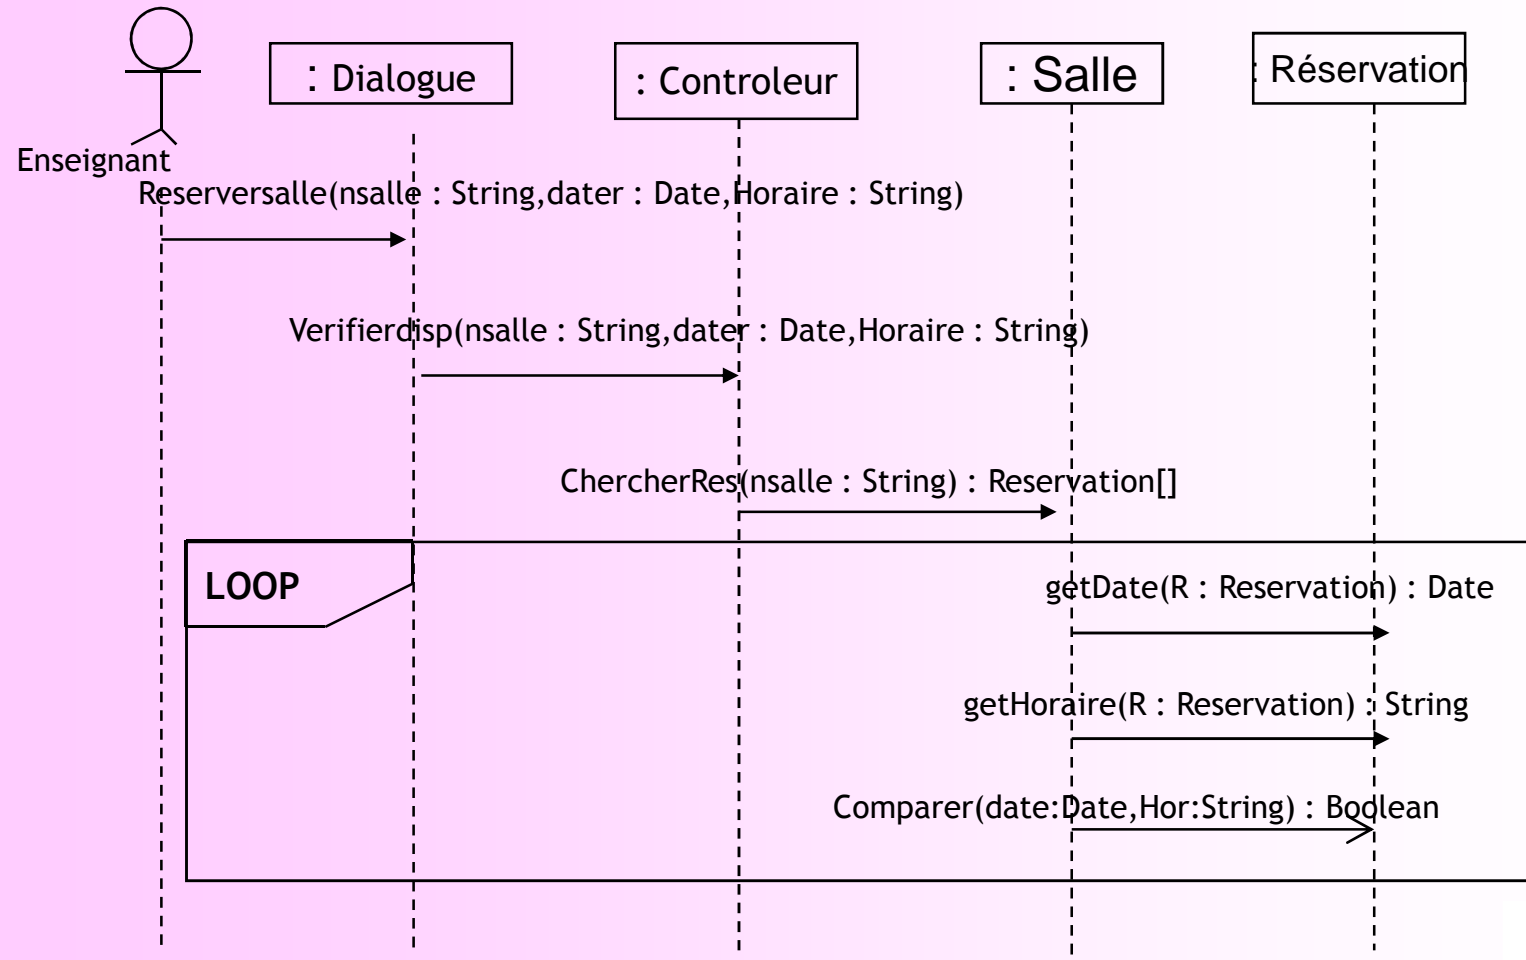 : Dialogue
: Controleur
: Salle
: Réservation
Enseignant
Reserversalle(nsalle : String,dater : Date,Horaire : String)
Verifierdisp(nsalle : String,dater : Date,Horaire : String)
ChercherRes(nsalle : String) : Reservation[]
LOOP
getDate(R : Reservation) : Date
getHoraire(R : Reservation) : String
Comparer(date:Date,Hor:String) : Boolean